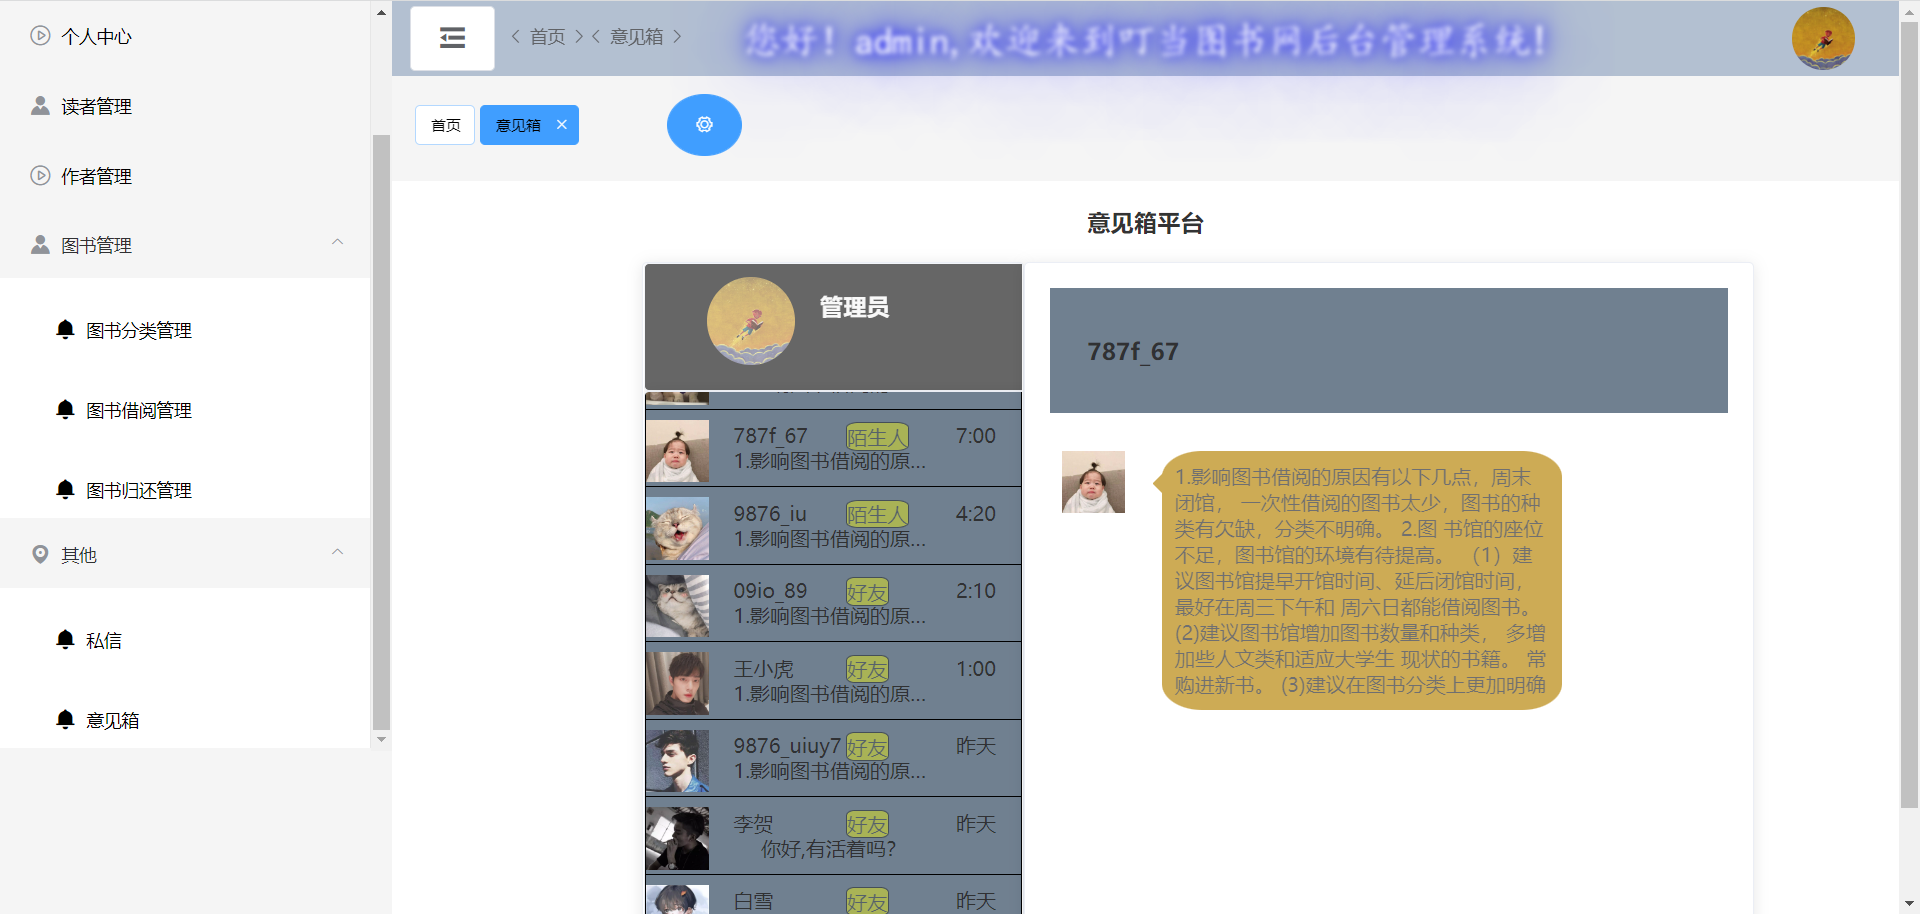 个人中心
读者管理
作者管理
图书管理
图书分类管理
图书借阅管理
图书归还管理
其他
私信
意见箱
首页
意见箱
您好! admin,欢迎来到叮当图书网后台管理系统!
首页
意见箱
意见箱平台
管理员
787f_67 陌生人 7:00
1.影响图书借阅的原...
9876_iu 陌生人 4:20
1.影响图书借阅的原...
09io_89 好友 2:10
1.影响图书借阅的原...
王小虎 好友 1:00
1.影响图书借阅的原...
9876_uiuy7 好友 昨天
1.影响图书借阅的原...
李贺 好友 昨天
你好,有活着吗?
白雪 好友 昨天
787f_67
1.影响图书借阅的原因有以下几点，周末
闭馆， 一次性借阅的图书太少，图书的种
类有欠缺，分类不明确。 2.图 书馆的座位
不足，图书馆的环境有待提高。 （1）建
议图书馆提早开馆时间、延后闭馆时间，
最好在周三下午和 周六日都能借阅图书。
(2)建议图书馆增加图书数量和种类， 多增
加些人文类和适应大学生 现状的书籍。 常
购进新书。 (3)建议在图书分类上更加明确